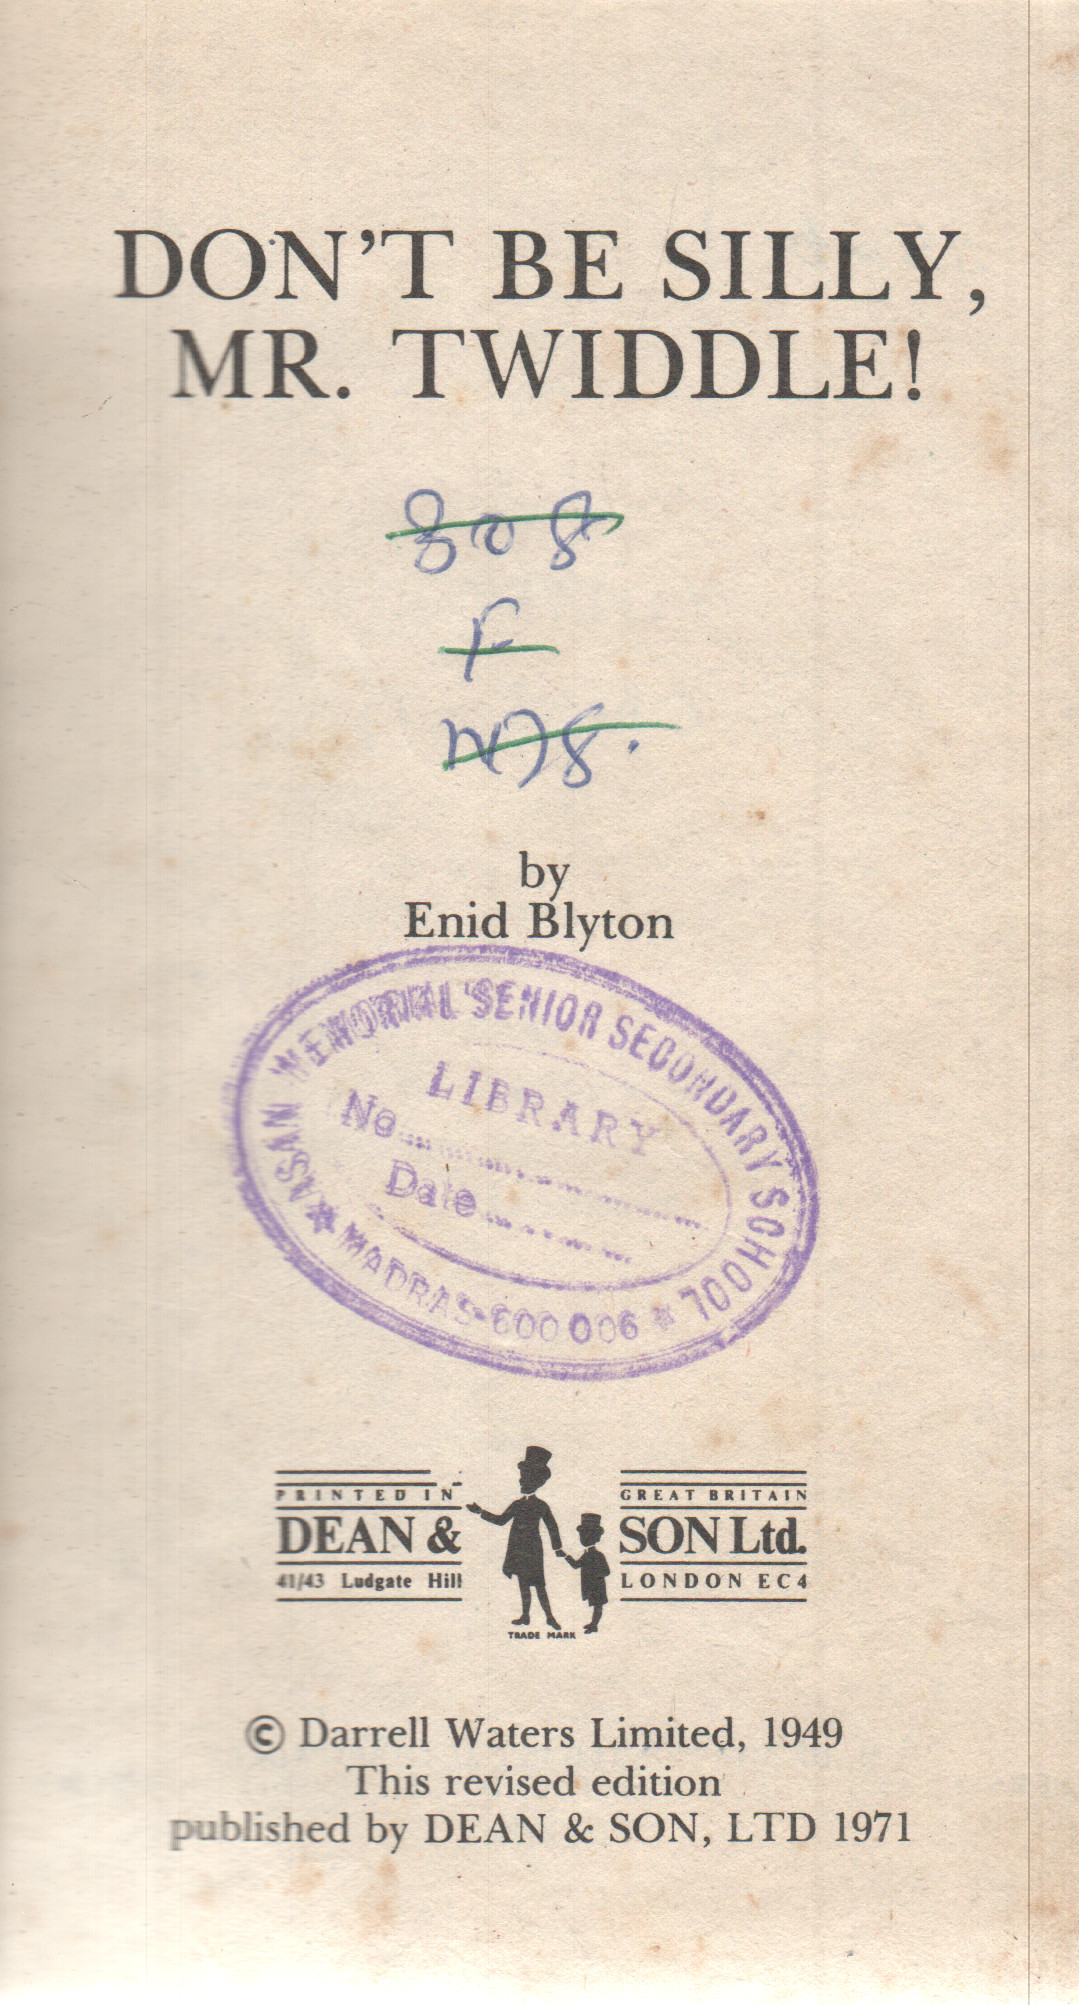 DON'T BE SILLY,
MR. TWIDDLE!
808
F
by
Enid Blyton
ASAN MEMORIAL SENIOR SECONDARY SCHOOL
LIBRARY
No.....................
Date...............
★ MADRAS-600 006 ★
PRINTED IN GREAT BRITAIN
DEAN & SON Ltd.
41/43 Ludgate Hill LONDON EC4
TRADE MARK
© Darrell Waters Limited, 1949
This revised edition
published by DEAN & SON, LTD 1971